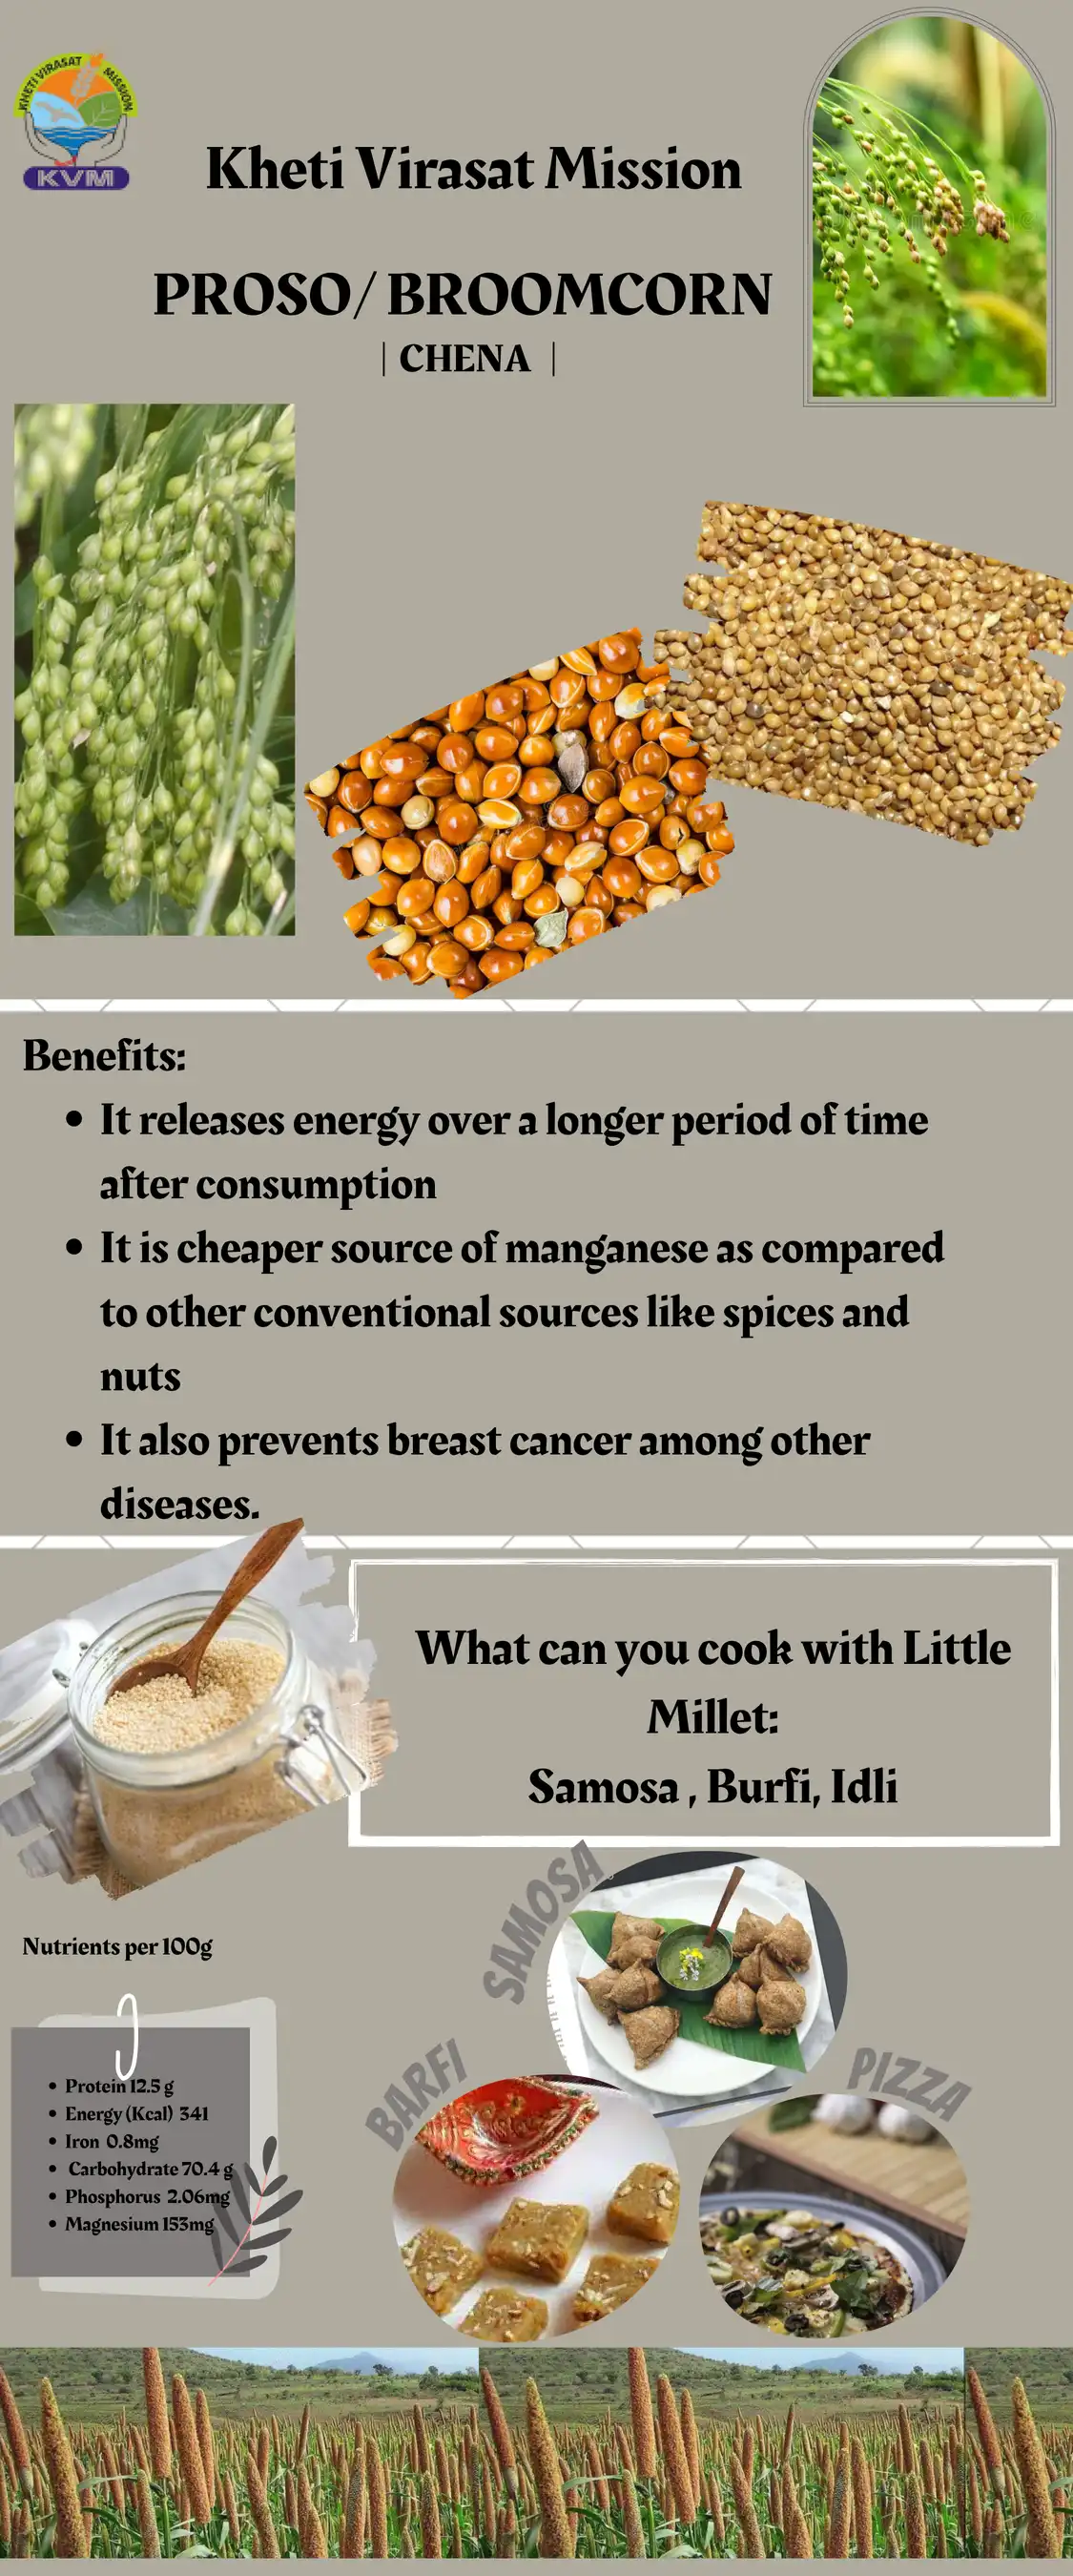 KHETI VIRASAT MISSION
KVM
Kheti Virasat Mission
PROSO/ BROOMCORN
| CHENA |
Benefits:
• It releases energy over a longer period of time
after consumption
• It is cheaper source of manganese as compared
to other conventional sources like spices and
nuts
• It also prevents breast cancer among other
diseases.
What can you cook with Little
Millet:
Samosa , Burfi, Idli
SAMOSA
BARFI
PIZZA
Nutrients per 100g
• Protein 12.5 g
• Energy (Kcal) 341
• Iron 0.8mg
• Carbohydrate 70.4 g
• Phosphorus 2.06mg
• Magnesium 153mg